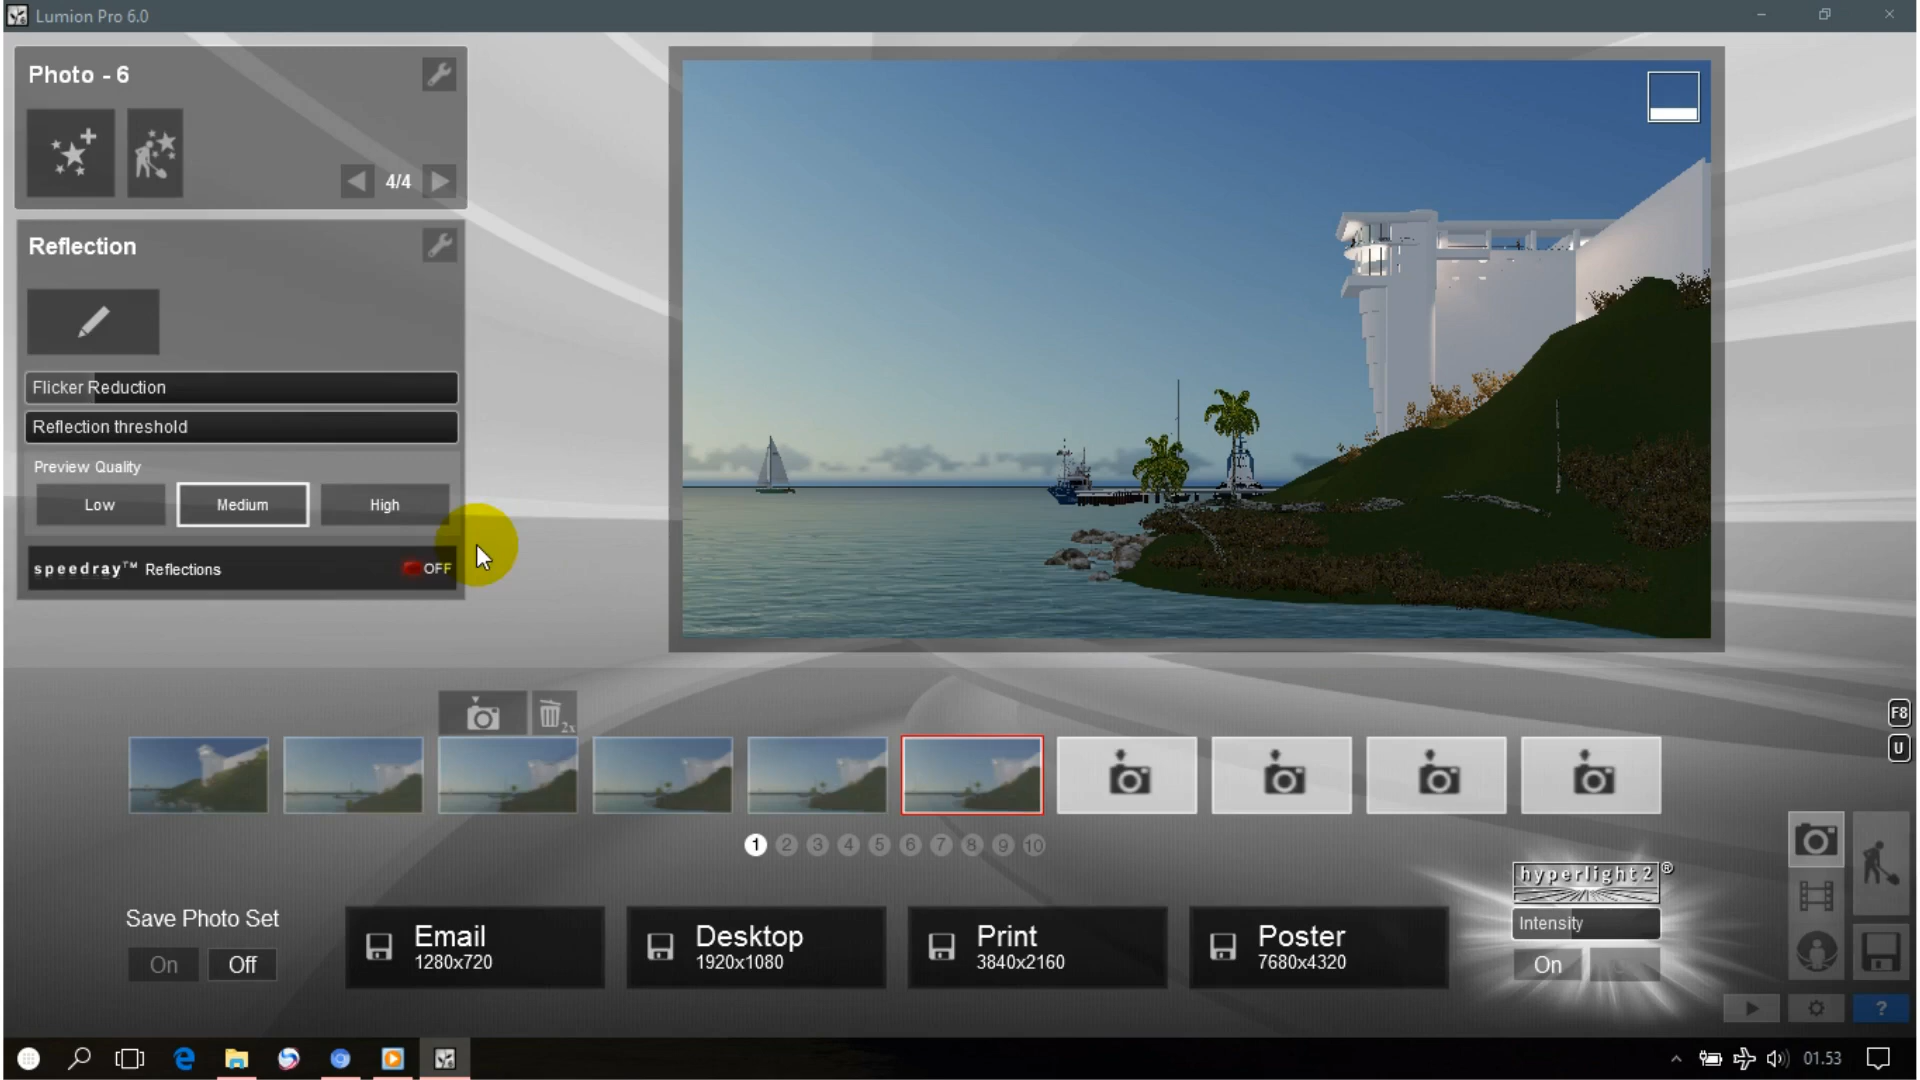 Lumion Pro 6.0
Photo - 6
4/4
Reflection
Flicker Reduction
Reflection threshold
Preview Quality
Low
Medium
High
speedray™ Reflections
OFF
2x
F8
U
1 2 3 4 5 6 7 8 9 10
hyperlight 2 ®
Intensity
On
Save Photo Set
On
Off
Email
1280x720
Desktop
1920x1080
Print
3840x2160
Poster
7680x4320
?
01.53